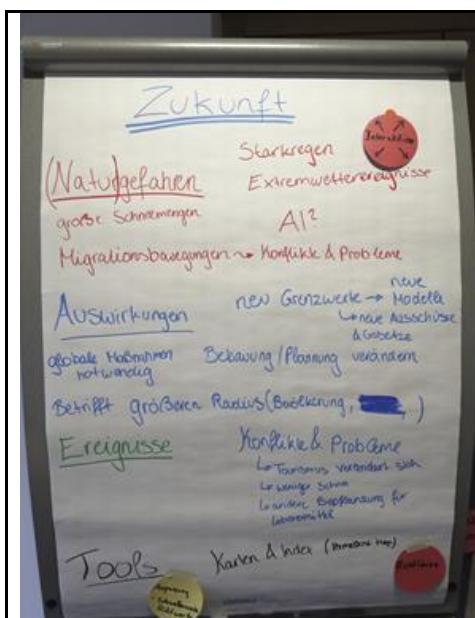 Zukunft
Starkregen
Extremwetterereignisse
(Natur)gefahren
große Schneemengen
AI?
Migrationsbewegungen ⇝ Konflikte & Probleme
Auswirkungen
neu Grenzwerte → neue Modelle
↳ neue Ausschüsse
& Gesetze
globale Maßnahmen
notwendig
Bebauung/Planung verändern
Betrifft größeren Radius (Bevölkerung, )
Ereignisse
Konflikte & Probleme
↳ Tourismus verändert sich
↳ weniger Schnee
↳ andere Bepflanzung für
Lebensmittel
Tools
Karten & Index